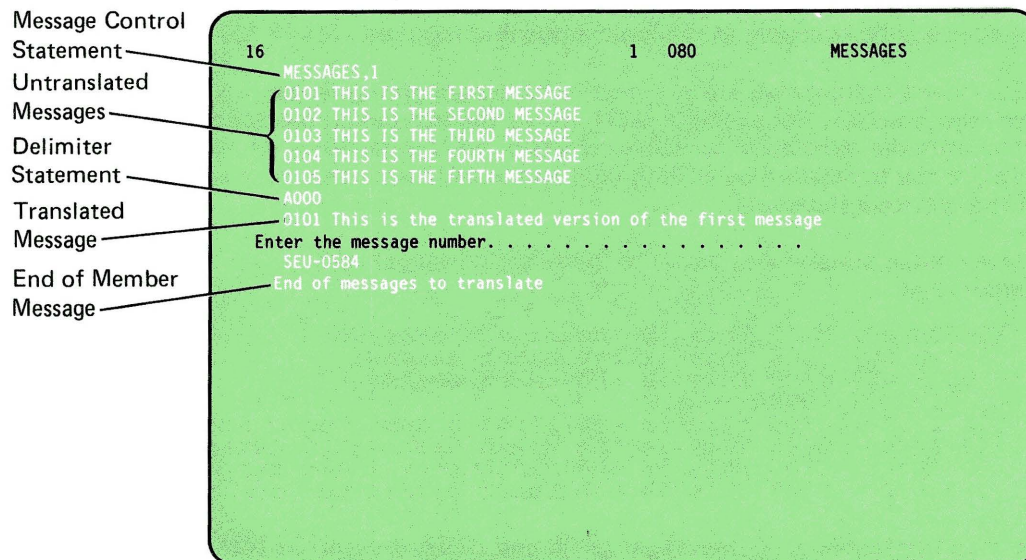 Message Control
Statement
Untranslated
Messages
Delimiter
Statement
Translated
Message
End of Member
Message
16 1 080 MESSAGES
MESSAGES,1
0101 THIS IS THE FIRST MESSAGE
0102 THIS IS THE SECOND MESSAGE
0103 THIS IS THE THIRD MESSAGE
0104 THIS IS THE FOURTH MESSAGE
0105 THIS IS THE FIFTH MESSAGE
A000
0101 This is the translated version of the first message
Enter the message number. . . . . . . . . . . . . . . . . .
SEU-0584
End of messages to translate